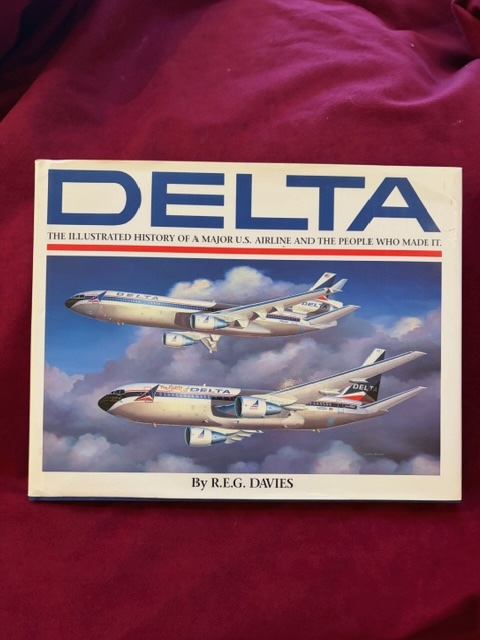 DELTA
THE ILLUSTRATED HISTORY OF A MAJOR U.S. AIRLINE AND THE PEOPLE WHO MADE IT.
DELTA
DELTA
DELTA
DELTA
By R.E.G. DAVIES